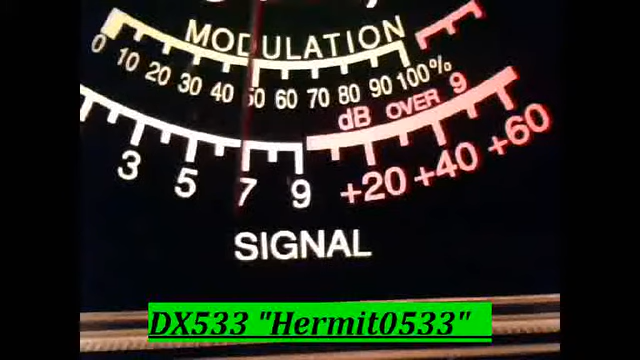 MODULATION
0 10 20 30 40 50 60 70 80 90 100%
dB OVER 9
3 5 7 9 +20 +40 +60
SIGNAL
DX533 "Hermit0533"